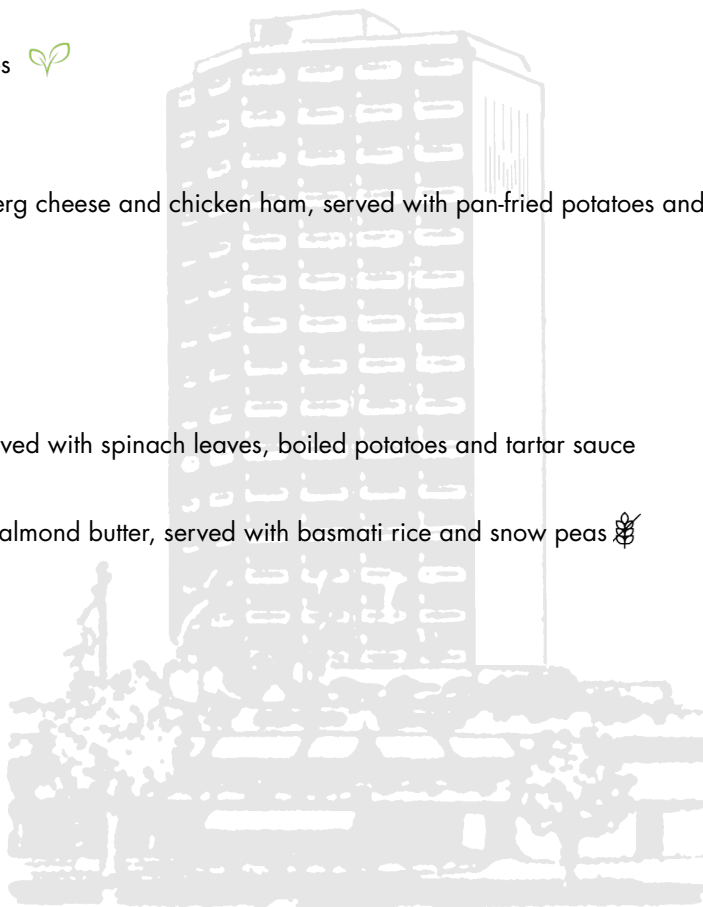 s
erg cheese and chicken ham, served with pan-fried potatoes and
ved with spinach leaves, boiled potatoes and tartar sauce
almond butter, served with basmati rice and snow peas